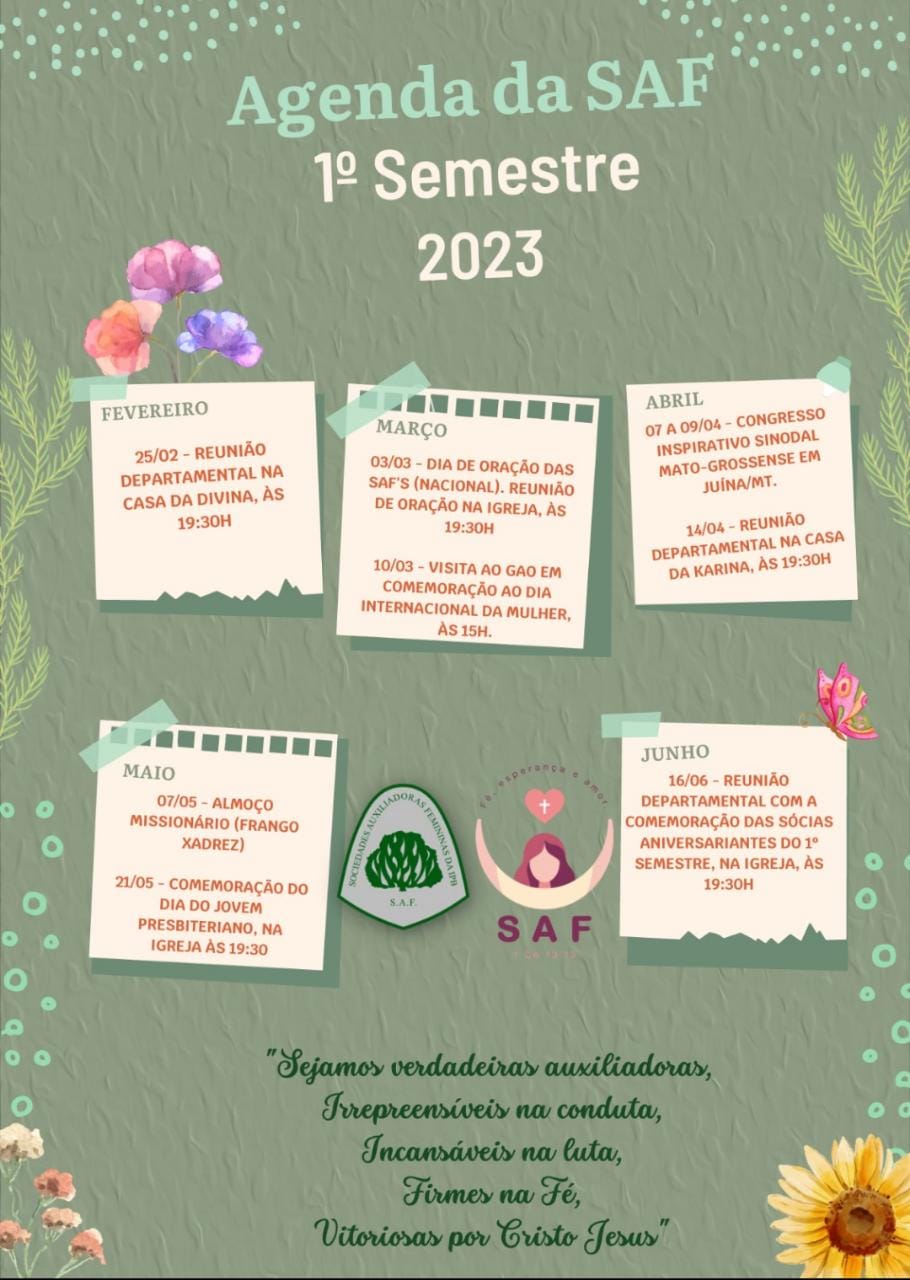 Agenda da SAF
1º Semestre
2023
FEVEREIRO
25/02 - REUNIÃO
DEPARTAMENTAL NA
CASA DA DIVINA, ÀS
19:30H
MARÇO
03/03 - DIA DE ORAÇÃO DAS
SAF'S (NACIONAL). REUNIÃO
DE ORAÇÃO NA IGREJA, ÀS
19:30H
10/03 - VISITA AO GAO EM
COMEMORAÇÃO AO DIA
INTERNACIONAL DA MULHER,
ÀS 15H.
ABRIL
07 A 09/04 - CONGRESSO
INSPIRATIVO SINODAL
MATO-GROSSENSE EM
JUÍNA/MT.
14/04 - REUNIÃO
DEPARTAMENTAL NA CASA
DA KARINA, ÀS 19:30H
MAIO
07/05 - ALMOÇO
MISSIONÁRIO (FRANGO
XADREZ)
21/05 - COMEMORAÇÃO DO
DIA DO JOVEM
PRESBITERIANO, NA
IGREJA ÀS 19:30
SOCIEDADES AUXILIADORAS FEMININAS DA IPB
S.A.F.
Fé, esperança e amor.
SAF
JUNHO
16/06 - REUNIÃO
DEPARTAMENTAL COM A
COMEMORAÇÃO DAS SÓCIAS
ANIVERSARIANTES DO 1º
SEMESTRE, NA IGREJA, ÀS
19:30H
"Sejamos verdadeiras auxiliadoras,
Irrepreensíveis na conduta,
Incansáveis na luta,
Firmes na Fé,
Vitoriosas por Cristo Jesus"